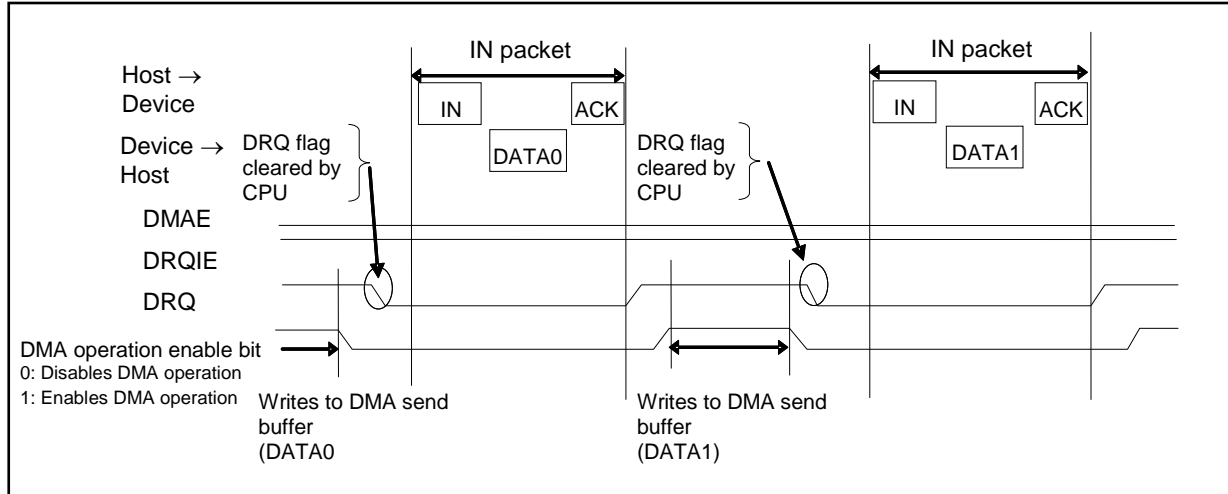 IN packet
IN packet
Host →
Device
IN
ACK
IN
ACK
Device →
Host
DRQ flag
cleared by
CPU
DATA0
DRQ flag
cleared by
CPU
DATA1
DMAE
DRQIE
DRQ
DMA operation enable bit
0: Disables DMA operation
1: Enables DMA operation
Writes to DMA send
buffer
(DATA0
Writes to DMA send
buffer
(DATA1)